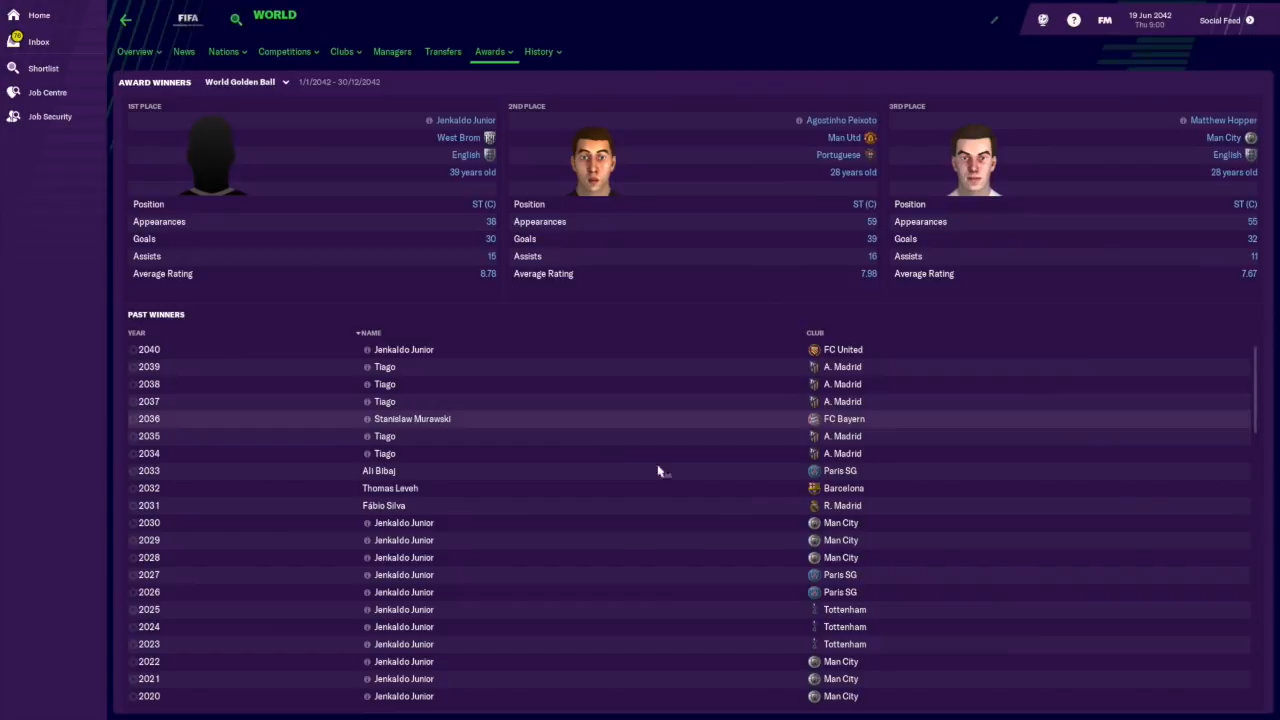 Home
Inbox
76
Shortlist
Job Centre
Job Security
FIFA
WORLD
FM
19 Jun 2042
Thu 9:00
Social Feed
Overview News Nations Competitions Clubs Managers Transfers Awards History
AWARD WINNERS World Golden Ball 1/1/2042 - 30/12/2042
1ST PLACE
Jenkaldo Junior
West Brom
English
39 years old
Position ST (C)
Appearances 38
Goals 30
Assists 15
Average Rating 8.78
2ND PLACE
Agostinho Peixoto
Man Utd
Portuguese
28 years old
Position ST (C)
Appearances 59
Goals 39
Assists 16
Average Rating 7.98
3RD PLACE
Matthew Hopper
Man City
English
28 years old
Position ST (C)
Appearances 55
Goals 32
Assists 11
Average Rating 7.67
PAST WINNERS
YEAR NAME CLUB
2040 Jenkaldo Junior FC United
2039 Tiago A. Madrid
2038 Tiago A. Madrid
2037 Tiago A. Madrid
2036 Stanislaw Murawski FC Bayern
2035 Tiago A. Madrid
2034 Tiago A. Madrid
2033 Ali Bibaj Paris SG
2032 Thomas Leveh Barcelona
2031 Fábio Silva R. Madrid
2030 Jenkaldo Junior Man City
2029 Jenkaldo Junior Man City
2028 Jenkaldo Junior Man City
2027 Jenkaldo Junior Paris SG
2026 Jenkaldo Junior Paris SG
2025 Jenkaldo Junior Tottenham
2024 Jenkaldo Junior Tottenham
2023 Jenkaldo Junior Tottenham
2022 Jenkaldo Junior Man City
2021 Jenkaldo Junior Man City
2020 Jenkaldo Junior Man City